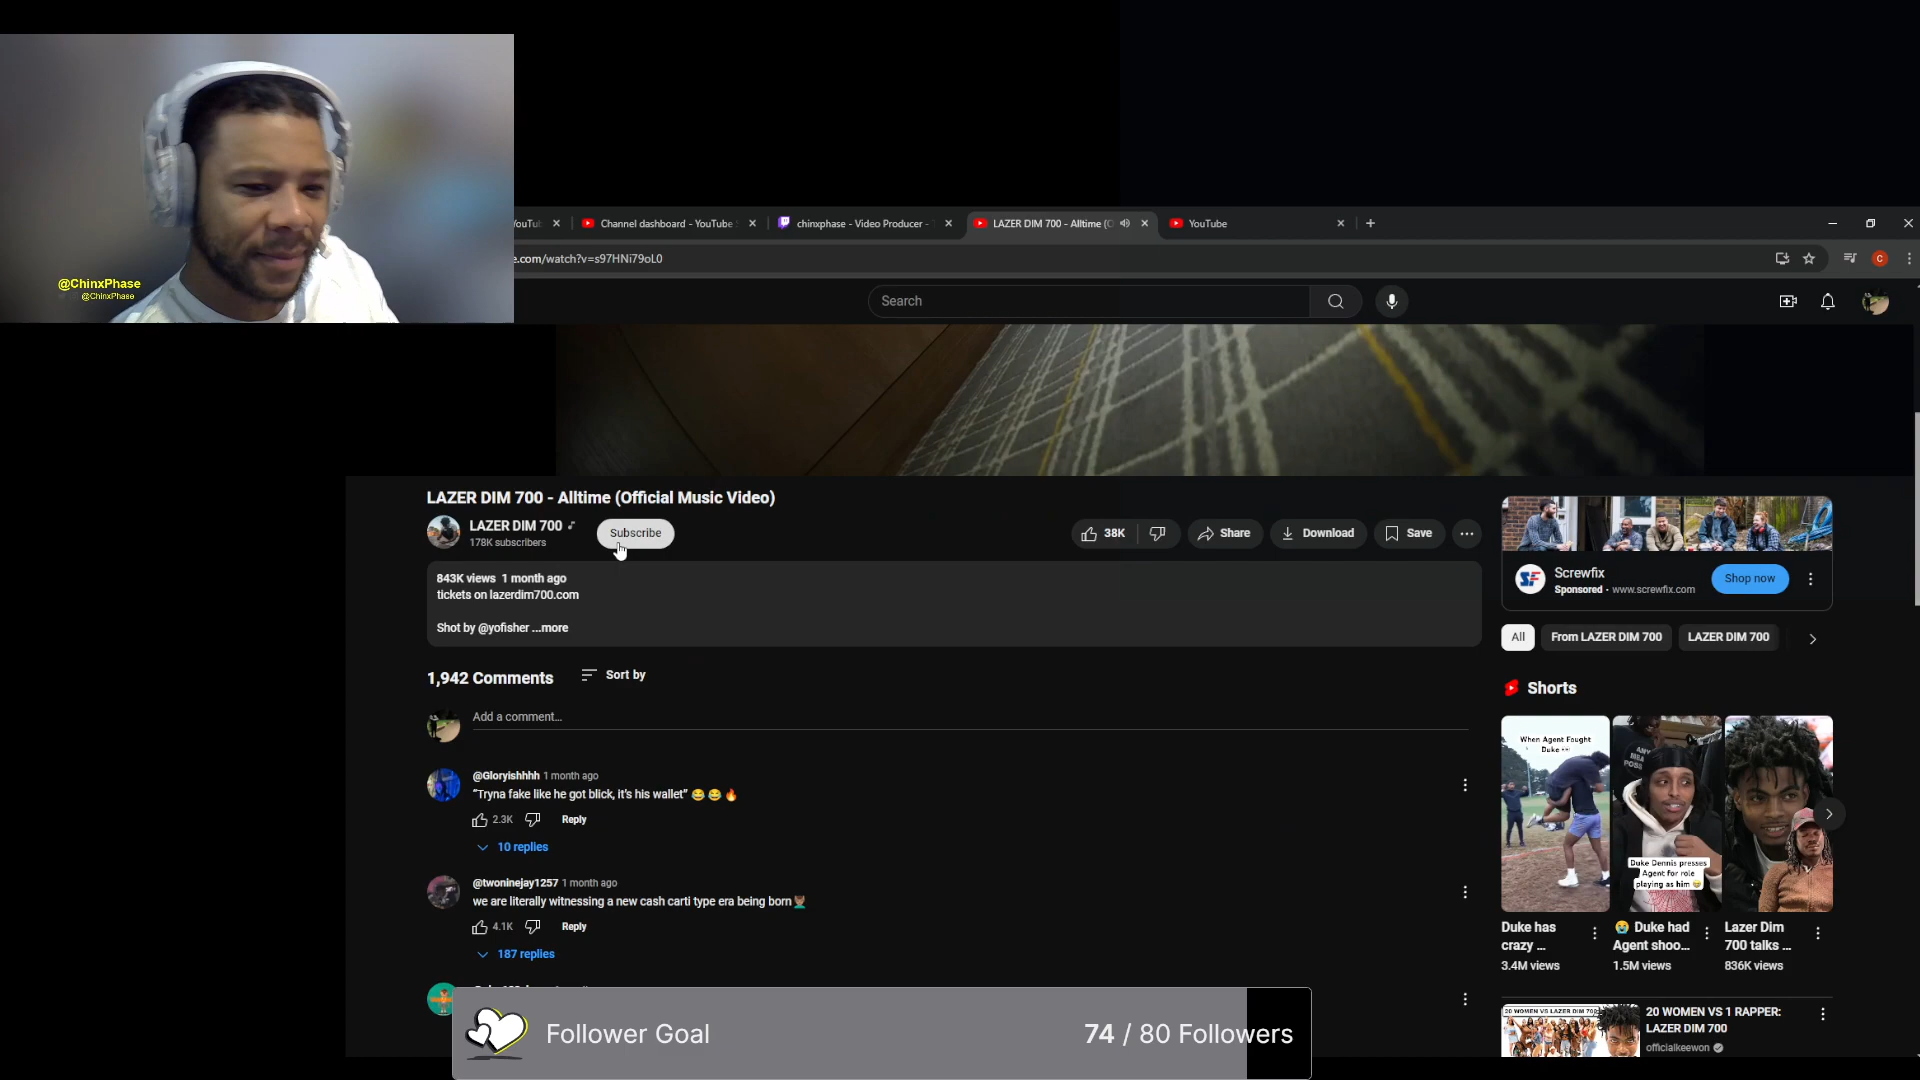 @ChinxPhase
@ChinxPhase
Channel dashboard - YouTube
chinxphase - Video Producer -
LAZER DIM 700 - Alltime (
YouTube
e.com/watch?v=s97HNi79oL0
Search
LAZER DIM 700 - Alltime (Official Music Video)
LAZER DIM 700
178K subscribers
Subscribe
38K
Share
Download
Save
843K views 1 month ago
tickets on lazerdim700.com
Shot by @yofisher ...more
1,942 Comments
Sort by
Add a comment...
@Gloryishhhh 1 month ago
“Tryna fake like he got blick, it’s his wallet” 😂😂🔥
2.3K
Reply
10 replies
@twoninejay1257 1 month ago
we are literally witnessing a new cash carti type era being born
4.1K
Reply
187 replies
Screwfix
Sponsored · www.screwfix.com
Shop now
All
From LAZER DIM 700
LAZER DIM 700
Shorts
When Agent Fought
Duke
Duke Dennis presses
Agent for role
playing as him
Duke has
crazy ...
3.4M views
😭 Duke had
Agent shoo...
1.5M views
Lazer Dim
700 talks ...
836K views
20 WOMEN VS LAZER DIM 700
20 WOMEN VS 1 RAPPER:
LAZER DIM 700
officialkeewon
Follower Goal
74 / 80 Followers